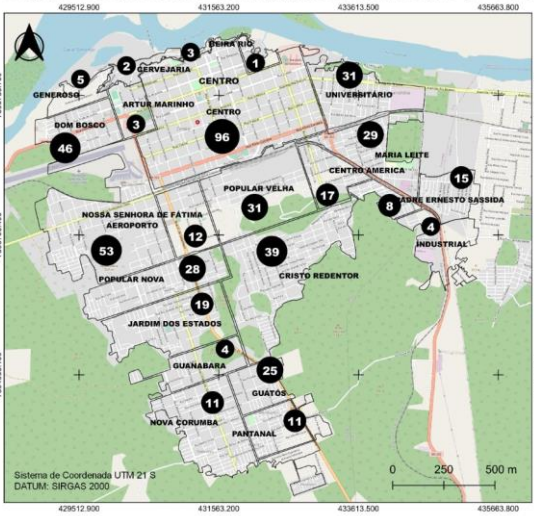 429512.900 431563.200 433613.500 435663.800
BEIRA RIO
3
2
1
CERVEJARIA
5
31
CENTRO
GENEROSO
UNIVERSITÁRIO
ARTUR MARINHO
CENTRO
3
DOM BOSCO
96
29
46
MARIA LEITE
CENTRO AMERICA
15
POPULAR VELHA
17
ADRE ERNESTO SASSIDA
8
31
NOSSA SENHORA DE FÁTIMA
AEROPORTO
4
12
INDUSTRIAL
53
39
28
CRISTO REDENTOR
POPULAR NOVA
19
JARDIM DOS ESTADOS
4
GUANABARA
25
GUATÓS
11
NOVA CORUMBA
11
PANTANAL
Sistema de Coordenada UTM 21 S
DATUM: SIRGAS 2000
0 250 500 m
429512.900 431563.200 433613.500 435663.800